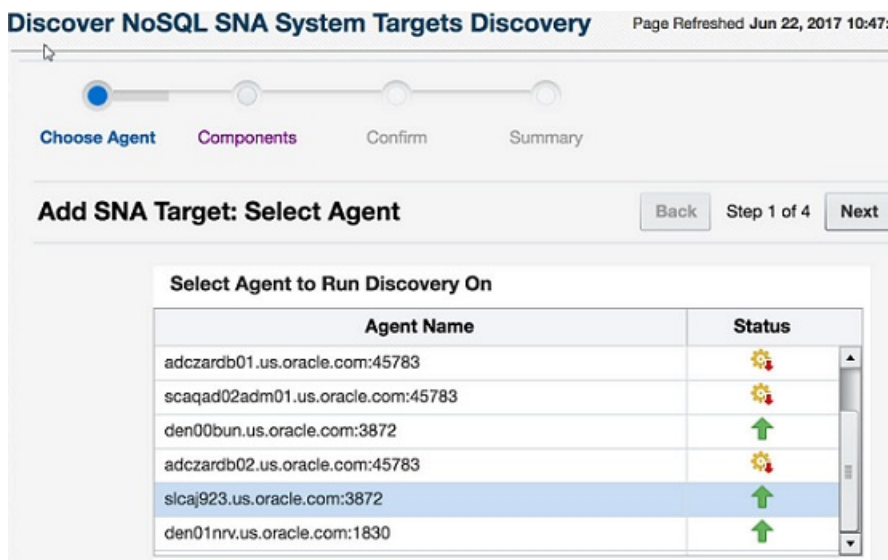 Discover NoSQL SNA System Targets Discovery Page Refreshed Jun 22, 2017 10:47:
Choose Agent Components Confirm Summary
Add SNA Target: Select Agent Back Step 1 of 4 Next
Select Agent to Run Discovery On
Agent Name Status
adczardb01.us.oracle.com:45783
scaqad02adm01.us.oracle.com:45783
den00bun.us.oracle.com:3872
adczardb02.us.oracle.com:45783
slcaj923.us.oracle.com:3872
den01nrv.us.oracle.com:1830